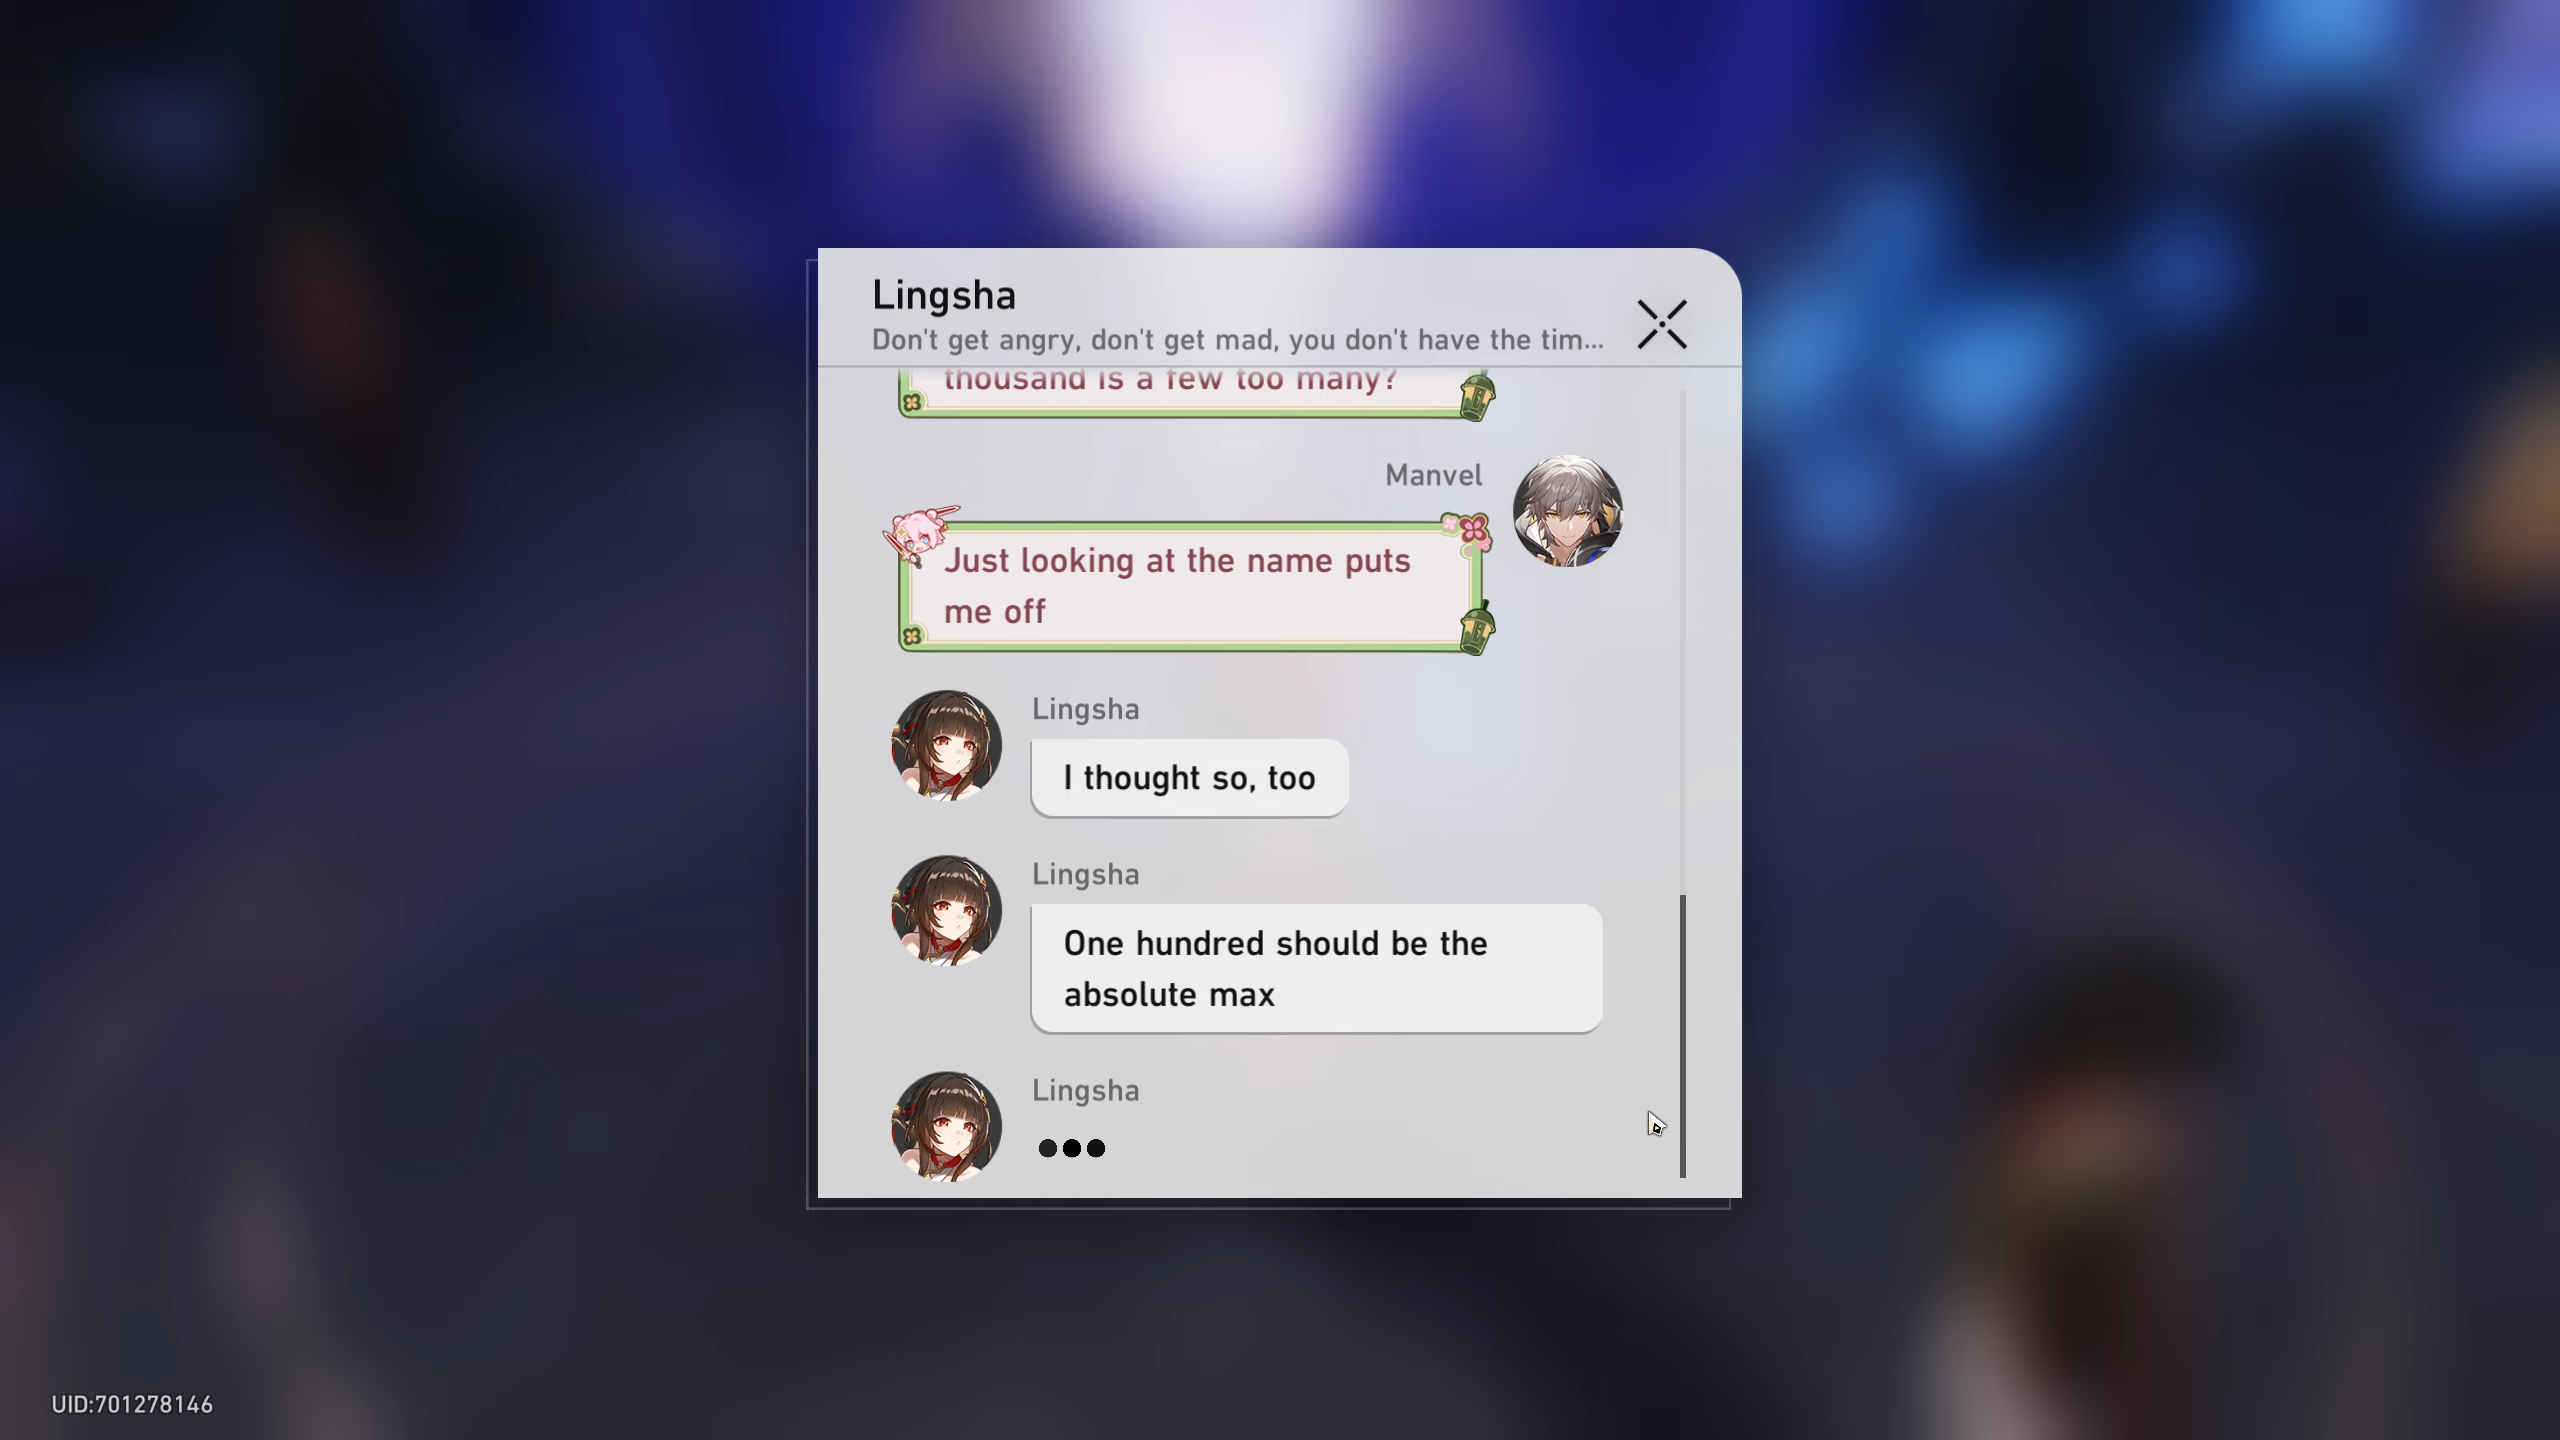 Lingsha
Don't get angry, don't get mad, you don't have the tim...
thousand is a few too many?
Manvel
Just looking at the name puts
me off
Lingsha
I thought so, too
Lingsha
One hundred should be the
absolute max
Lingsha
UID:701278146